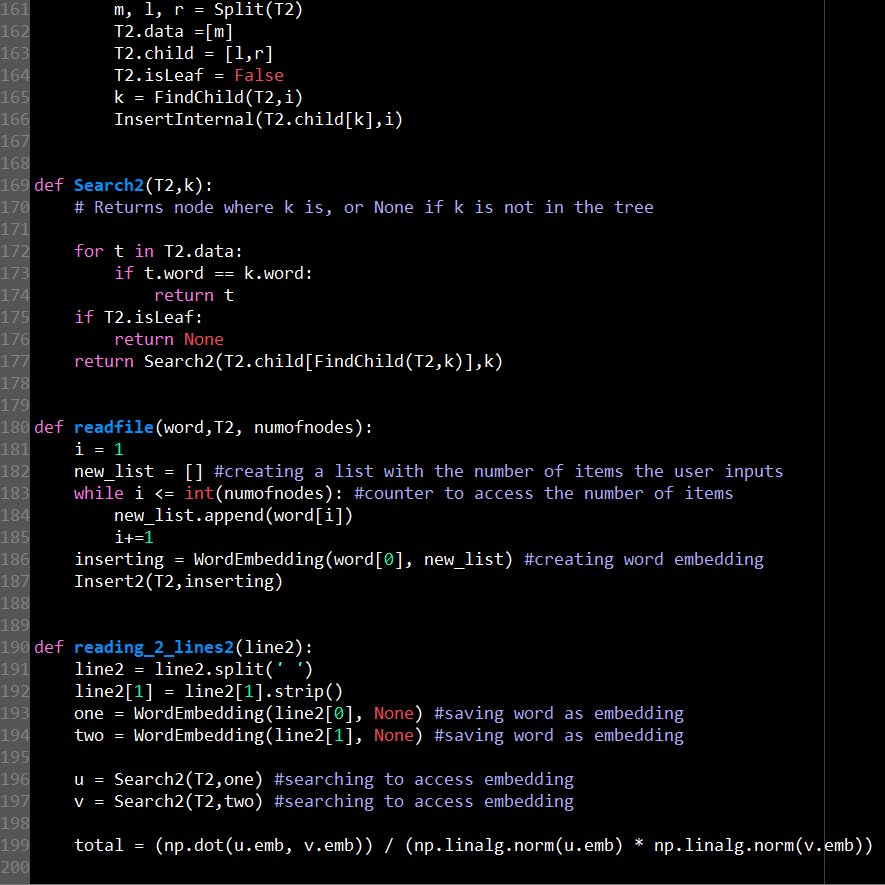 161 m, l, r = Split(T2)
162 T2.data =[m]
163 T2.child = [l,r]
164 T2.isLeaf = False
165 k = FindChild(T2,i)
166 InsertInternal(T2.child[k],i)
167
168
169 def Search2(T2,k):
170 # Returns node where k is, or None if k is not in the tree
171
172 for t in T2.data:
173 if t.word == k.word:
174 return t
175 if T2.isLeaf:
176 return None
177 return Search2(T2.child[FindChild(T2,k)],k)
178
179
180 def readfile(word,T2, numofnodes):
181 i = 1
182 new_list = [] #creating a list with the number of items the user inputs
183 while i <= int(numofnodes): #counter to access the number of items
184 new_list.append(word[i])
185 i+=1
186 inserting = WordEmbedding(word[0], new_list) #creating word embedding
187 Insert2(T2,inserting)
188
189
190 def reading_2_lines2(line2):
191 line2 = line2.split(' ')
192 line2[1] = line2[1].strip()
193 one = WordEmbedding(line2[0], None) #saving word as embedding
194 two = WordEmbedding(line2[1], None) #saving word as embedding
195
196 u = Search2(T2,one) #searching to access embedding
197 v = Search2(T2,two) #searching to access embedding
198
199 total = (np.dot(u.emb, v.emb)) / (np.linalg.norm(u.emb) * np.linalg.norm(v.emb))
200